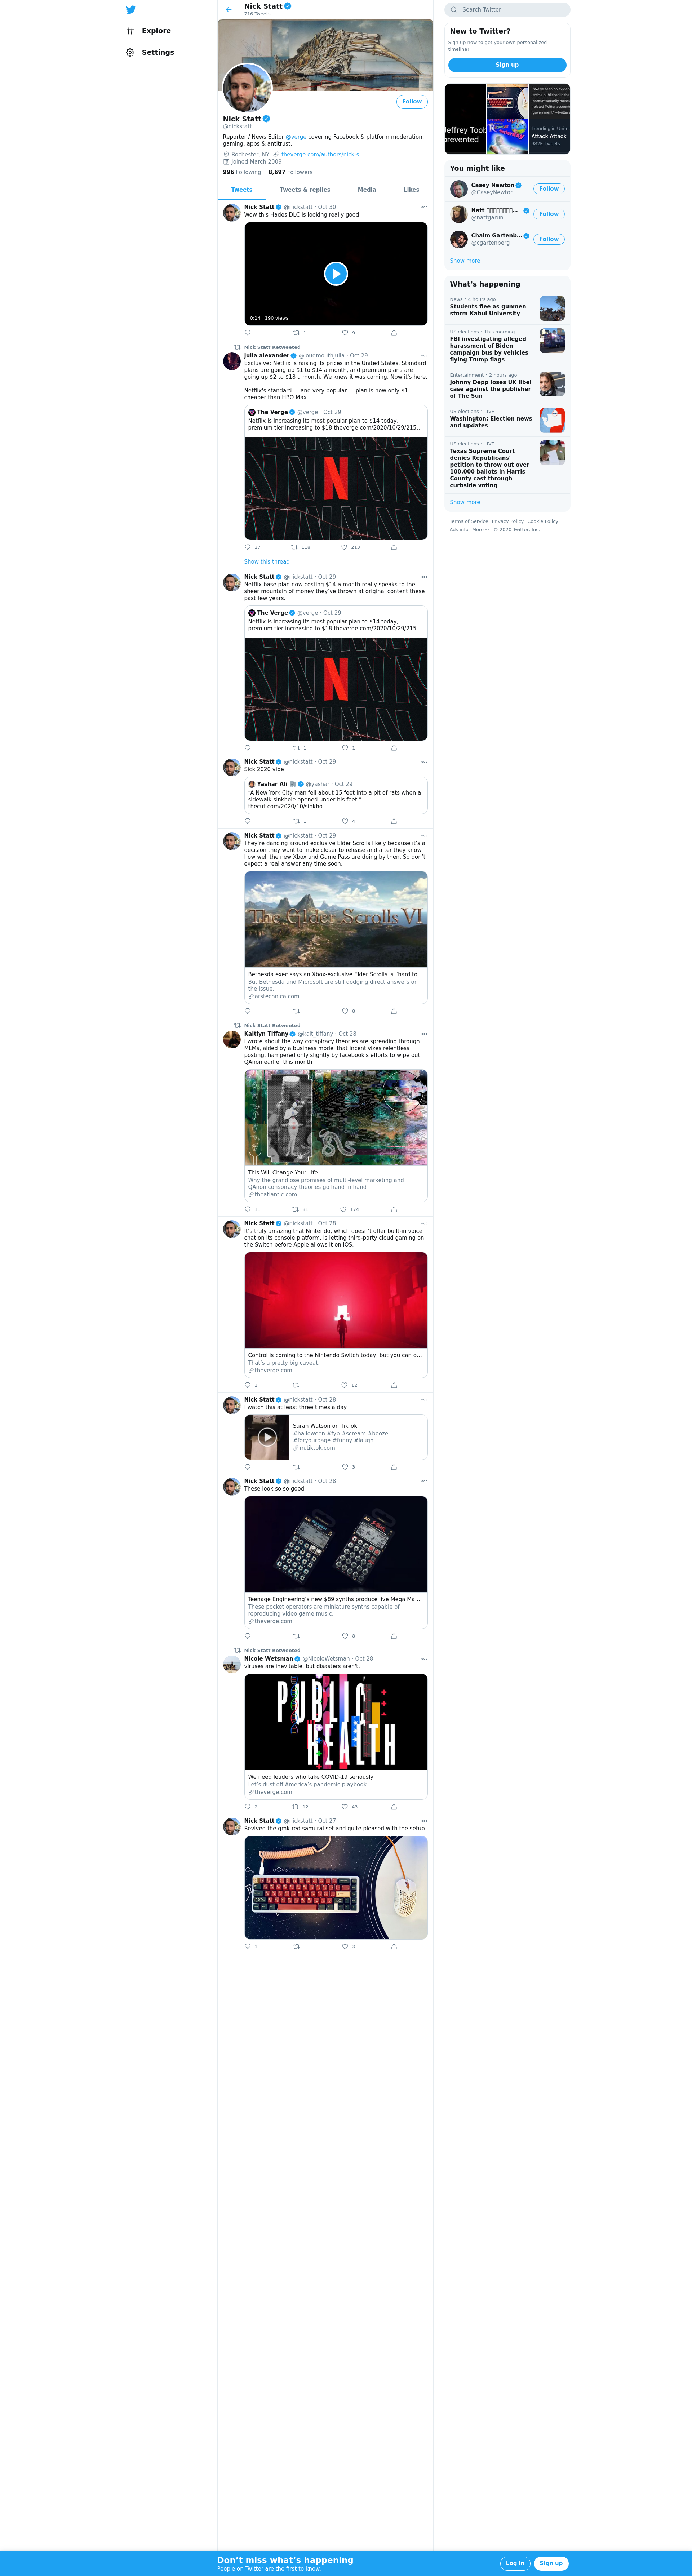 Explore
Settings
Nick Statt
716 Tweets
Follow
Nick Statt
@nickstatt
Reporter / News Editor @verge covering Facebook & platform moderation,
gaming, apps & antitrust.
Rochester, NY theverge.com/authors/nick-s...
Joined March 2009
996 Following 8,697 Followers
Tweets Tweets & replies Media Likes
Nick Statt @nickstatt · Oct 30
Wow this Hades DLC is looking really good
0:14 190 views
1 9
Nick Statt Retweeted
julia alexander @loudmouthjulia · Oct 29
Exclusive: Netflix is raising its prices in the United States. Standard
plans are going up $1 to $14 a month, and premium plans are
going up $2 to $18 a month. We knew it was coming. Now it's here.
Netflix's standard — and very popular — plan is now only $1
cheaper than HBO Max.
The Verge @verge · Oct 29
Netflix is increasing its most popular plan to $14 today,
premium tier increasing to $18 theverge.com/2020/10/29/215...
27 118 213
Show this thread
Nick Statt @nickstatt · Oct 29
Netflix base plan now costing $14 a month really speaks to the
sheer mountain of money they've thrown at original content these
past few years.
The Verge @verge · Oct 29
Netflix is increasing its most popular plan to $14 today,
premium tier increasing to $18 theverge.com/2020/10/29/215...
1 1
Nick Statt @nickstatt · Oct 29
Sick 2020 vibe
Yashar Ali @yashar · Oct 29
"A New York City man fell about 15 feet into a pit of rats when a
sidewalk sinkhole opened under his feet."
thecut.com/2020/10/sinkho...
1 4
Nick Statt @nickstatt · Oct 29
They're dancing around exclusive Elder Scrolls likely because it's a
decision they want to make closer to release and after they know
how well the new Xbox and Game Pass are doing by then. So don't
expect a real answer any time soon.
The Elder Scrolls VI
Bethesda exec says an Xbox-exclusive Elder Scrolls is "hard to...
But Bethesda and Microsoft are still dodging direct answers on
the issue.
arstechnica.com
8
Nick Statt Retweeted
Kaitlyn Tiffany @kait_tiffany · Oct 28
i wrote about the way conspiracy theories are spreading through
MLMs, aided by a business model that incentivizes relentless
posting, hampered only slightly by facebook's efforts to wipe out
QAnon earlier this month
This Will Change Your Life
Why the grandiose promises of multi-level marketing and
QAnon conspiracy theories go hand in hand
theatlantic.com
11 81 174
Nick Statt @nickstatt · Oct 28
It's truly amazing that Nintendo, which doesn't offer built-in voice
chat on its console platform, is letting third-party cloud gaming on
the Switch before Apple allows it on iOS.
Control is coming to the Nintendo Switch today, but you can o...
That's a pretty big caveat.
theverge.com
1 12
Nick Statt @nickstatt · Oct 28
I watch this at least three times a day
Sarah Watson on TikTok
#halloween #fyp #scream #booze
#foryourpage #funny #laugh
m.tiktok.com
3
Nick Statt @nickstatt · Oct 28
These look so so good
Teenage Engineering's new $89 synths produce live Mega Ma...
These pocket operators are miniature synths capable of
reproducing video game music.
theverge.com
8
Nick Statt Retweeted
Nicole Wetsman @NicoleWetsman · Oct 28
viruses are inevitable, but disasters aren't.
PUBLIC
HEALTH
We need leaders who take COVID-19 seriously
Let's dust off America's pandemic playbook
theverge.com
2 12 43
Nick Statt @nickstatt · Oct 27
Revived the gmk red samurai set and quite pleased with the setup
1 3
Search Twitter
New to Twitter?
Sign up now to get your own personalized
timeline!
Sign up
Jeffrey Toob
prevented
Trending in Unite
Attack Attack
682K Tweets
You might like
Casey Newton
@CaseyNewton
Follow
Natt
@nattgarun
Follow
Chaim Gartenb...
@cgartenberg
Follow
Show more
What's happening
News · 4 hours ago
Students flee as gunmen
storm Kabul University
US elections · This morning
FBI investigating alleged
harassment of Biden
campaign bus by vehicles
flying Trump flags
Entertainment · 2 hours ago
Johnny Depp loses UK libel
case against the publisher
of The Sun
US elections · LIVE
Washington: Election news
and updates
US elections · LIVE
Texas Supreme Court
denies Republicans'
petition to throw out over
100,000 ballots in Harris
County cast through
curbside voting
Show more
Terms of Service Privacy Policy Cookie Policy
Ads info More © 2020 Twitter, Inc.
Don't miss what's happening
People on Twitter are the first to know.
Log in Sign up